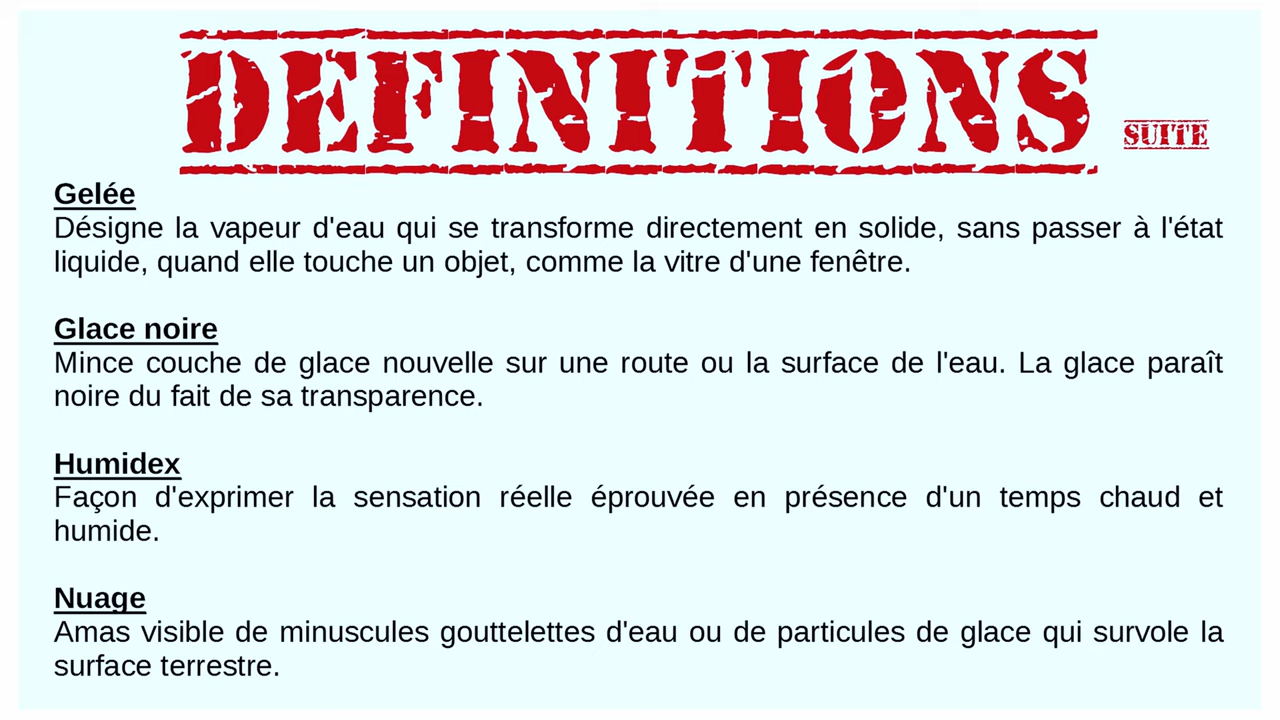 DEFINITIONS
SUITE
Gelée
Désigne la vapeur d'eau qui se transforme directement en solide, sans passer à l'état
liquide, quand elle touche un objet, comme la vitre d'une fenêtre.
Glace noire
Mince couche de glace nouvelle sur une route ou la surface de l'eau. La glace paraît
noire du fait de sa transparence.
Humidex
Façon d'exprimer la sensation réelle éprouvée en présence d'un temps chaud et
humide.
Nuage
Amas visible de minuscules gouttelettes d'eau ou de particules de glace qui survole la
surface terrestre.